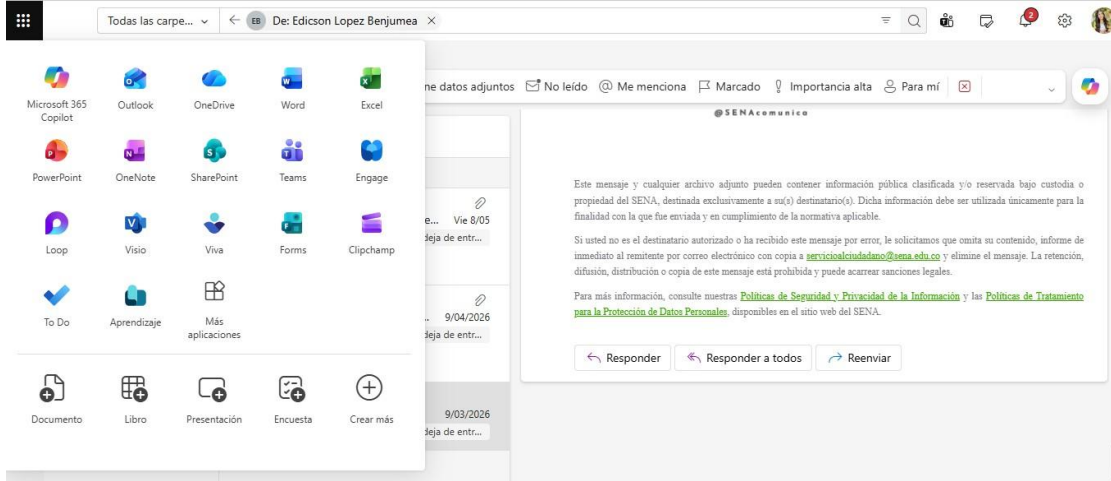 Todas las carpe...
EB De: Edicson Lopez Benjumea
2
Microsoft 365 Copilot
Outlook
OneDrive
Word
Excel
PowerPoint
OneNote
SharePoint
Teams
Engage
Loop
Visio
Viva
Forms
Clipchamp
To Do
Aprendizaje
Más aplicaciones
Documento
Libro
Presentación
Encuesta
Crear más
ne datos adjuntos
No leído
Me menciona
Marcado
Importancia alta
Para mí
e... Vie 8/05
deja de entr...
... 9/04/2026
deja de entr...
9/03/2026
deja de entr...
@SENAcomunica
Este mensaje y cualquier archivo adjunto pueden contener información pública clasificada y/o reservada bajo custodia o
propiedad del SENA, destinada exclusivamente a su(s) destinatario(s). Dicha información debe ser utilizada únicamente para la
finalidad con la que fue enviada y en cumplimiento de la normativa aplicable.
Si usted no es el destinatario autorizado o ha recibido este mensaje por error, le solicitamos que omita su contenido, informe de
inmediato al remitente por correo electrónico con copia a servicioalciudadano@sena.edu.co y elimine el mensaje. La retención,
difusión, distribución o copia de este mensaje está prohibida y puede acarrear sanciones legales.
Para más información, consulte nuestras Políticas de Seguridad y Privacidad de la Información y las Políticas de Tratamiento
para la Protección de Datos Personales, disponibles en el sitio web del SENA.
Responder
Responder a todos
Reenviar